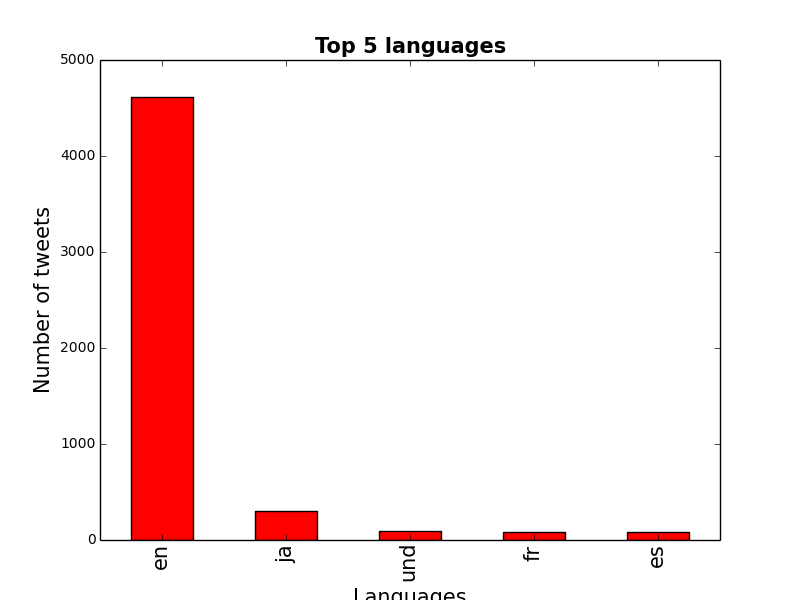 Top 5 languages
Number of tweets
5000
4000
3000
2000
1000
0
en
ja
und
fr
es
Languages